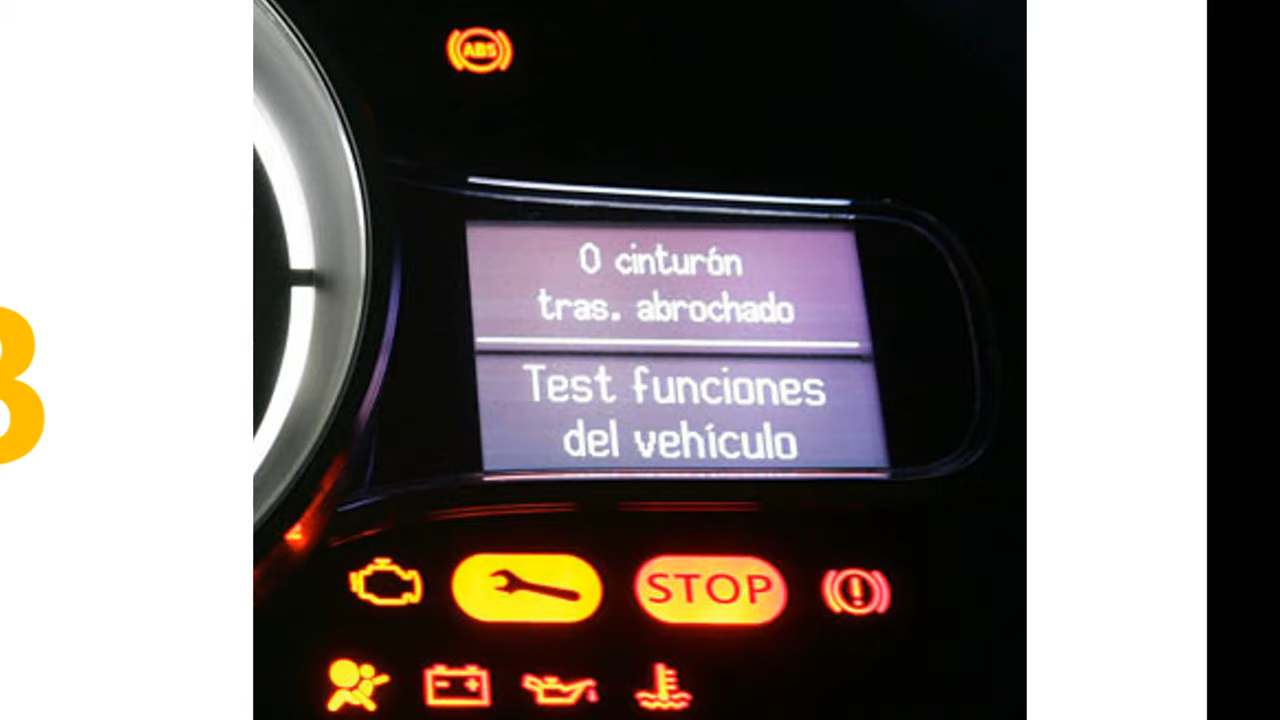 ABS
0 cinturón
tras. abrochado
Test funciones
del vehículo
STOP